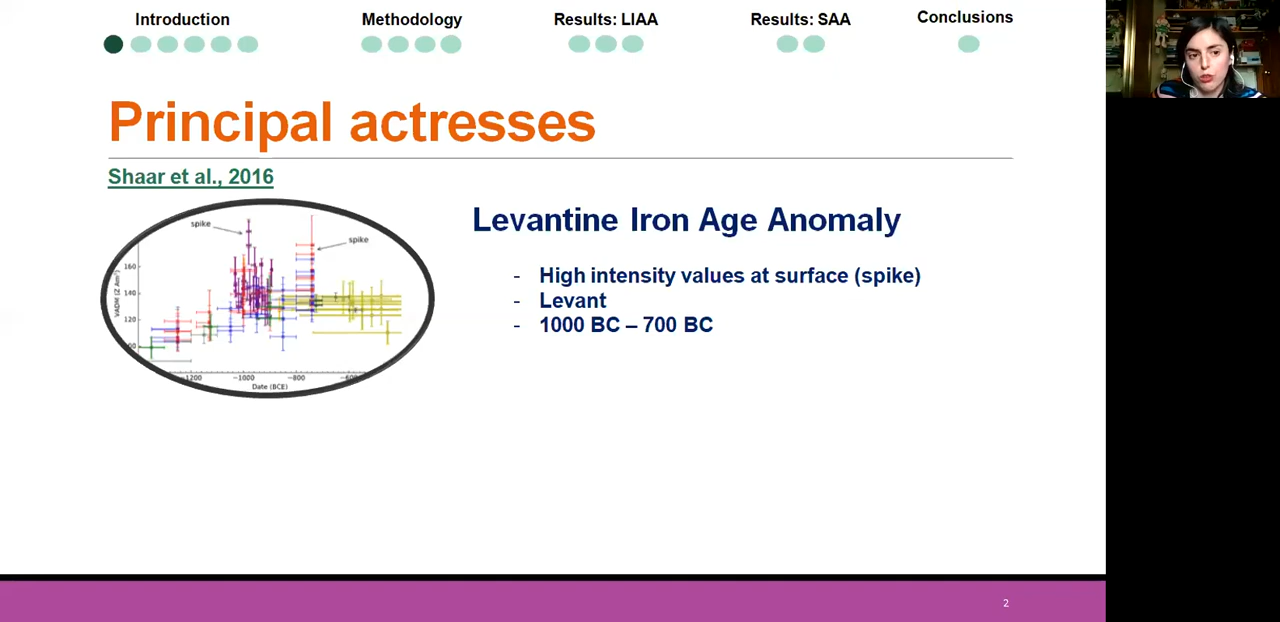 Introduction
Methodology
Results: LIAA
Results: SAA
Conclusions
Principal actresses
Shaar et al., 2016
spike
spike
160
140
120
VADM (Z Am²)
−1000
−800
Date (BCE)
Levantine Iron Age Anomaly
- High intensity values at surface (spike)
- Levant
- 1000 BC – 700 BC
2